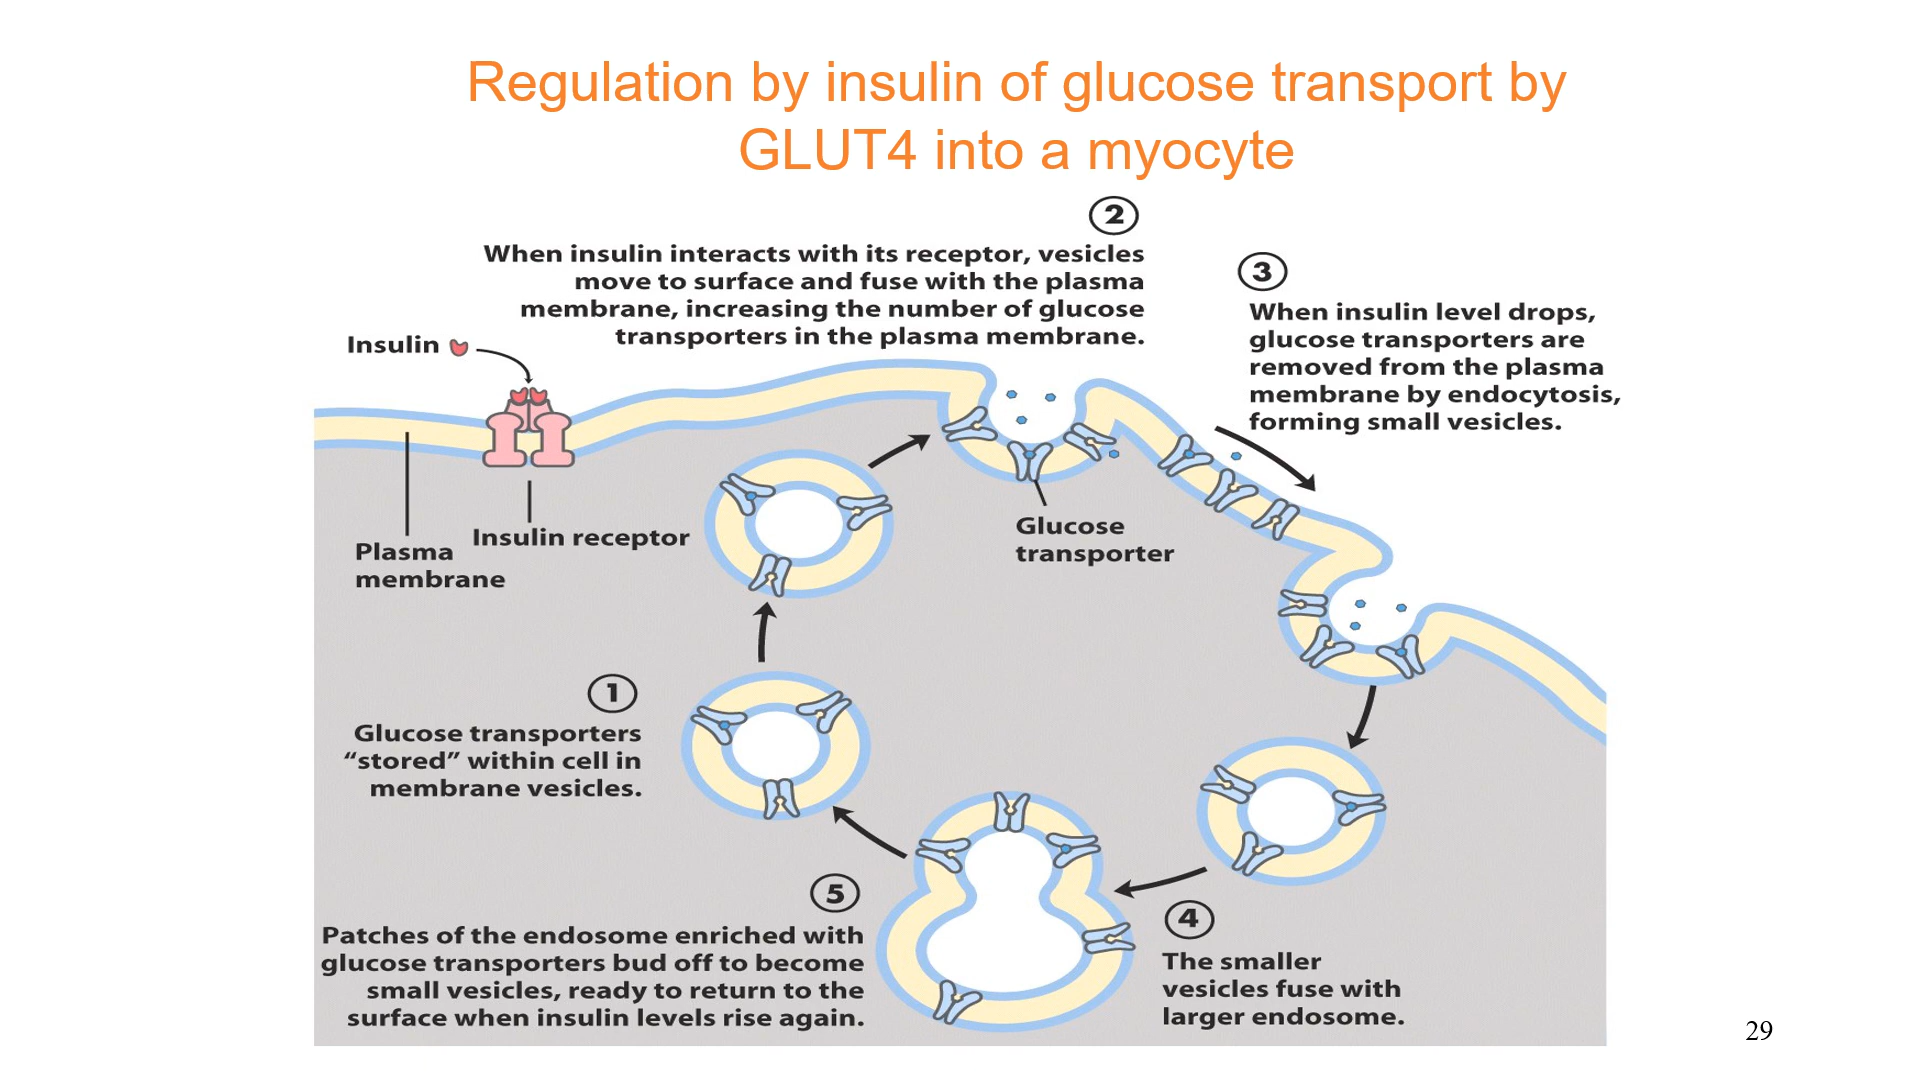 Regulation by insulin of glucose transport by
GLUT4 into a myocyte
2
When insulin interacts with its receptor, vesicles
move to surface and fuse with the plasma
membrane, increasing the number of glucose
transporters in the plasma membrane.
3
When insulin level drops,
glucose transporters are
removed from the plasma
membrane by endocytosis,
forming small vesicles.
Insulin
Insulin receptor
Plasma
membrane
Glucose
transporter
1
Glucose transporters
“stored” within cell in
membrane vesicles.
5
Patches of the endosome enriched with
glucose transporters bud off to become
small vesicles, ready to return to the
surface when insulin levels rise again.
4
The smaller
vesicles fuse with
larger endosome.
29